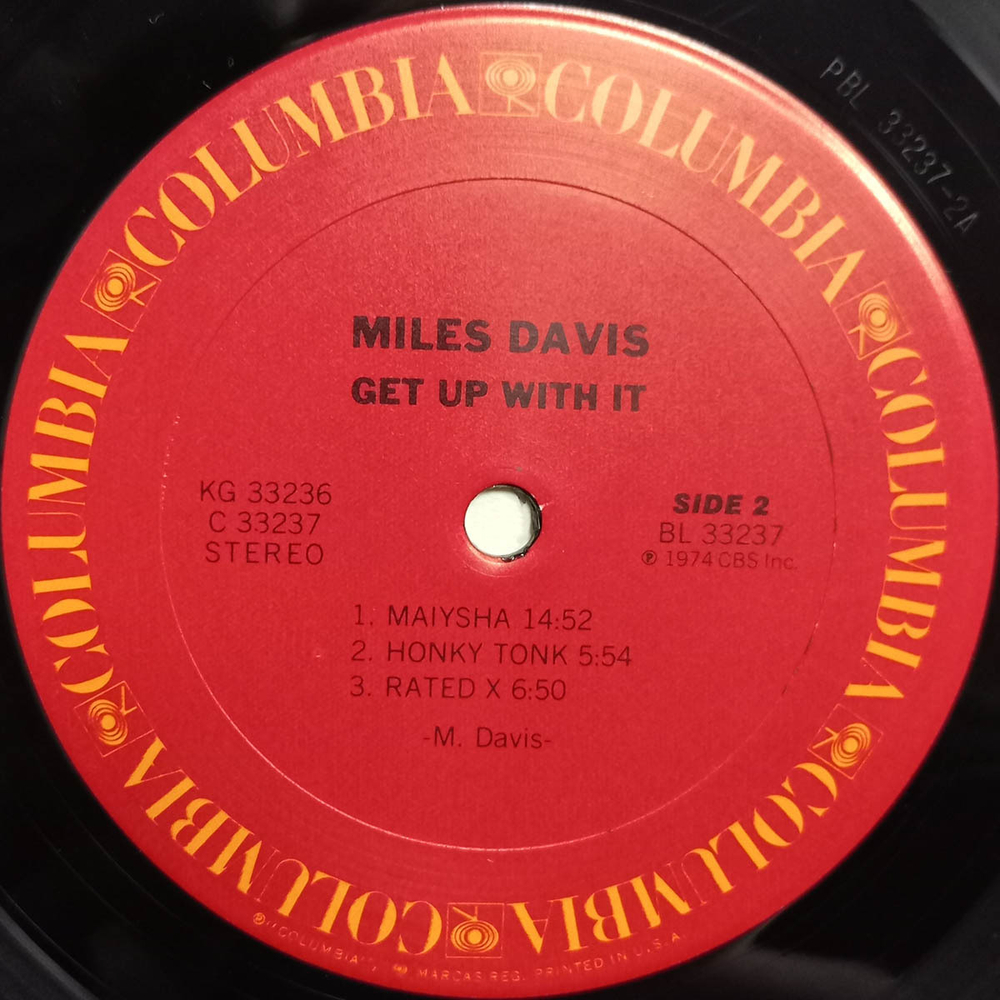 COLUMBIA COLUMBIA COLUMBIA COLUMBIA COLUMBIA COLUMBIA
PBL 33237-2A
MILES DAVIS
GET UP WITH IT
KG 33236
C 33237
STEREO
SIDE 2
BL 33237
℗ 1974 CBS Inc.
1. MAIYSHA 14:52
2. HONKY TONK 5:54
3. RATED X 6:50
-M. Davis-
"COLUMBIA", MARCAS REG. PRINTED IN U.S.A.